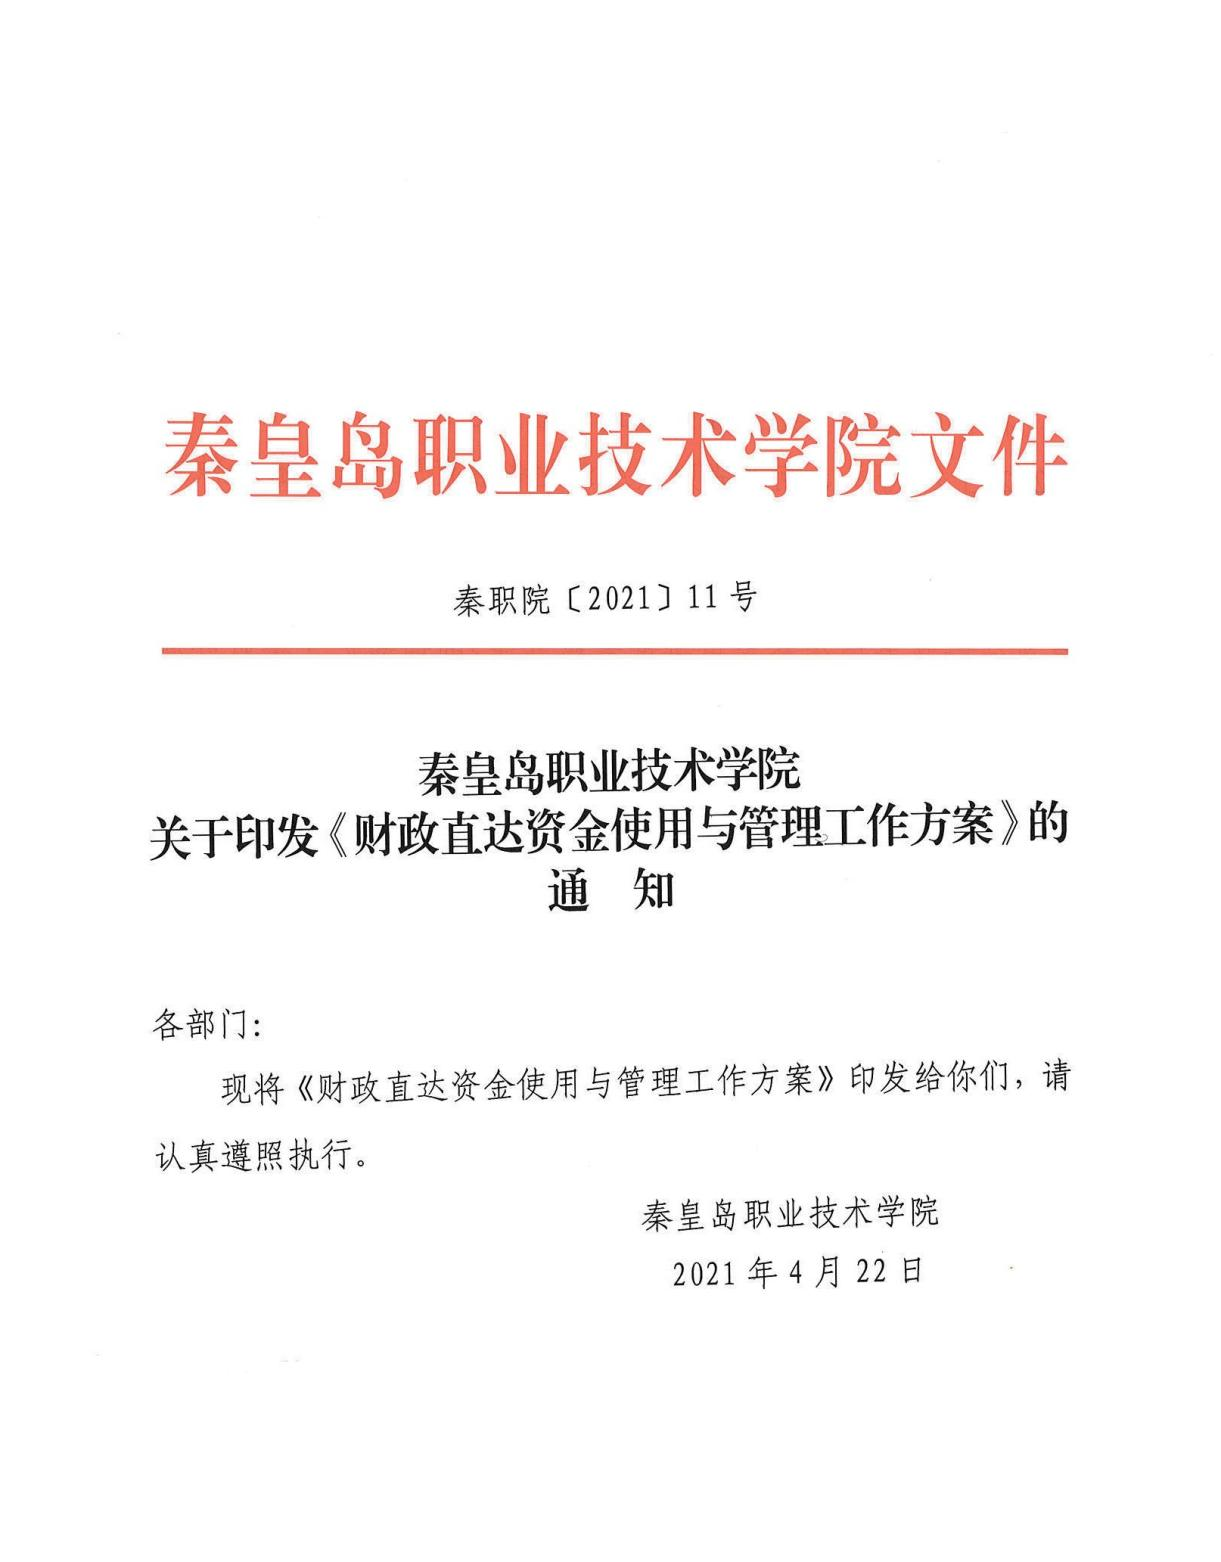 秦皇岛职业技术学院文件
秦职院〔2021〕11号
秦皇岛职业技术学院
关于印发《财政直达资金使用与管理工作方案》的
通 知
各部门：
现将《财政直达资金使用与管理工作方案》印发给你们，请
认真遵照执行。
秦皇岛职业技术学院
2021年4月22日